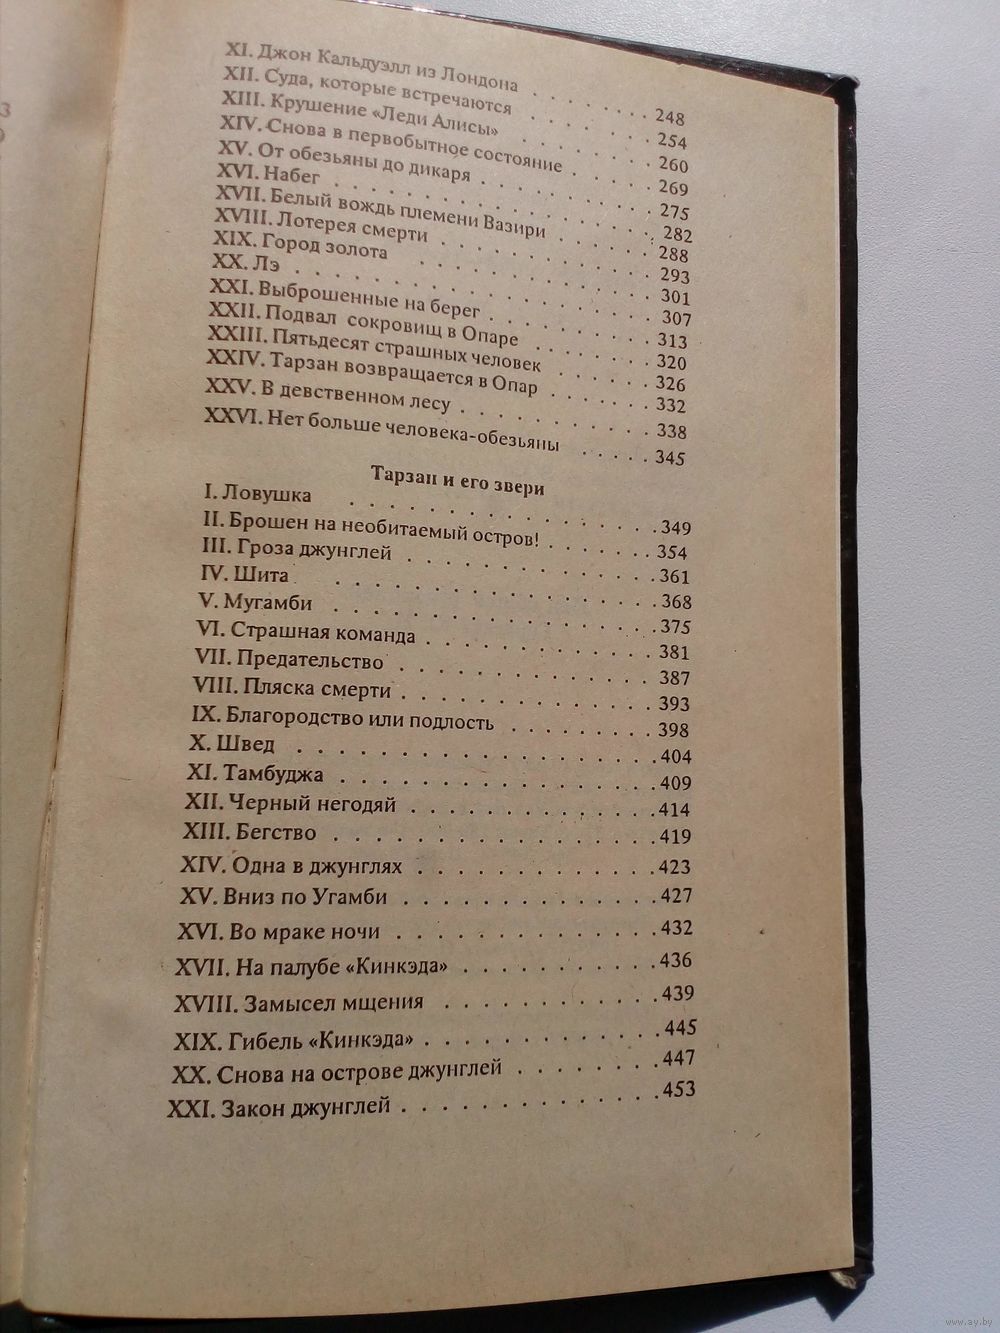 XI. Джон Кальдуэлл из Лондона . . . . . . . 248
XII. Суда, которые встречаются . . . . . . . 254
XIII. Крушение «Леди Алисы» . . . . . . . 260
XIV. Снова в первобытное состояние . . . . . 269
XV. От обезьяны до дикаря . . . . . . . . 275
XVI. Набег . . . . . . . . . . . . . 282
XVII. Белый вождь племени Вазири . . . . . . 288
XVIII. Лотерея смерти . . . . . . . . . . 293
XIX. Город золота . . . . . . . . . . 301
XX. Лэ . . . . . . . . . . . . . . 307
XXI. Выброшенные на берег . . . . . . . . 313
XXII. Подвал сокровищ в Опаре . . . . . . . 320
XXIII. Пятьдесят страшных человек . . . . . . 326
XXIV. Тарзан возвращается в Опар . . . . . . 332
XXV. В девственном лесу . . . . . . . . . 338
XXVI. Нет больше человека-обезьяны . . . . . 345
Тарзан и его звери
I. Ловушка . . . . . . . . . . . . 349
II. Брошен на необитаемый остров! . . . . . . 354
III. Гроза джунглей . . . . . . . . . . 361
IV. Шита . . . . . . . . . . . . . 368
V. Мугамби . . . . . . . . . . . . 375
VI. Страшная команда . . . . . . . . . 381
VII. Предательство . . . . . . . . . . 387
VIII. Пляска смерти . . . . . . . . . . 393
IX. Благородство или подлость . . . . . . . . 398
X. Швед . . . . . . . . . . . . . 404
XI. Тамбуджа . . . . . . . . . . . . 409
XII. Черный негодяй . . . . . . . . . . 414
XIII. Бегство . . . . . . . . . . . . 419
XIV. Одна в джунглях . . . . . . . . . . 423
XV. Вниз по Угамби . . . . . . . . . . 427
XVI. Во мраке ночи . . . . . . . . . . 432
XVII. На палубе «Кинкэда» . . . . . . . . 436
XVIII. Замысел мщения . . . . . . . . . 439
XIX. Гибель «Кинкэда» . . . . . . . . . 445
XX. Снова на острове джунглей . . . . . . . 447
XXI. Закон джунглей . . . . . . . . . . 453
www.ay.by